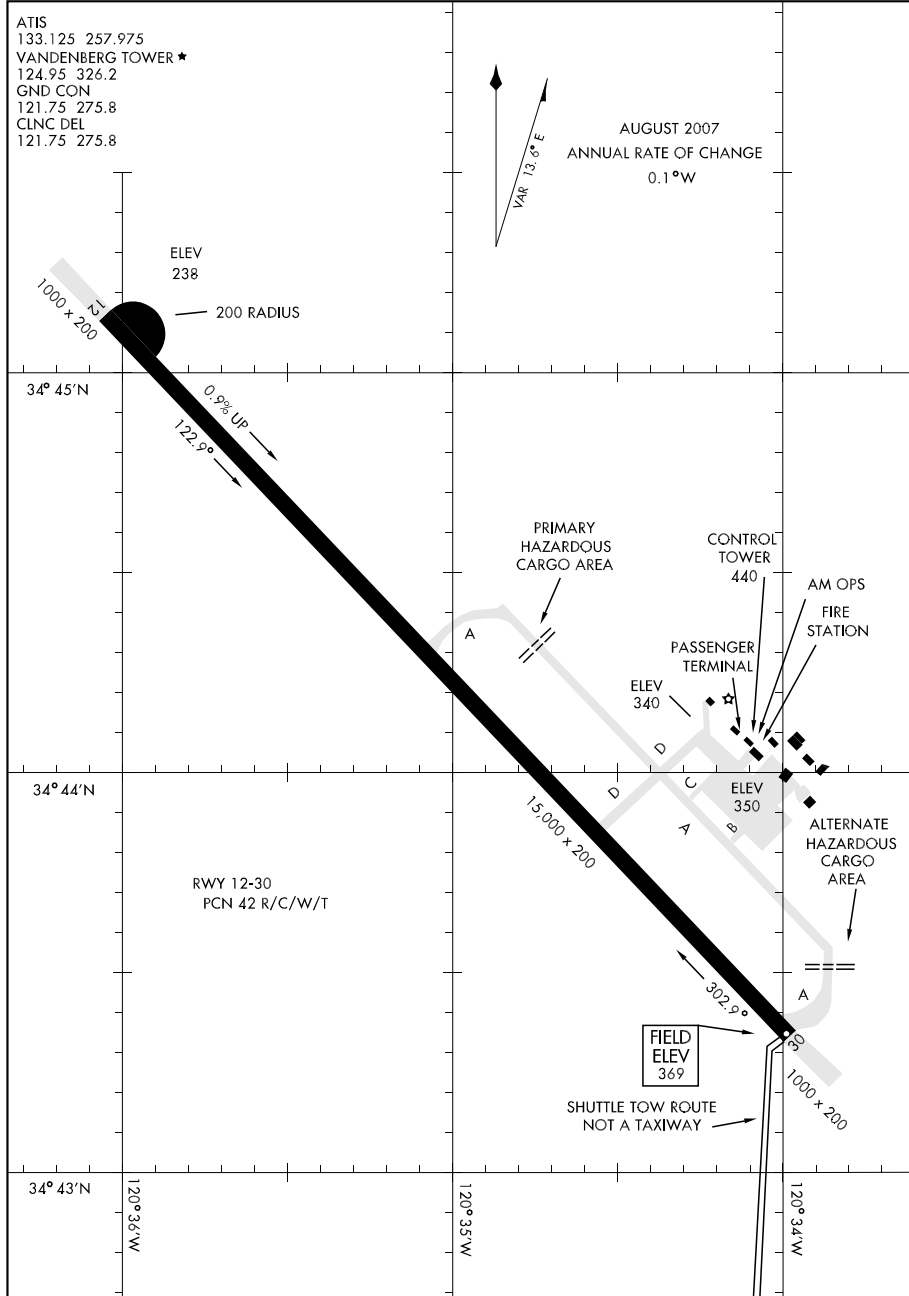 ATIS
133.125 257.975
VANDENBERG TOWER ★
124.95 326.2
GND CON
121.75 275.8
CLNC DEL
121.75 275.8
VAR 13.6° E
AUGUST 2007
ANNUAL RATE OF CHANGE
0.1°W
ELEV
238
200 RADIUS
12
1000 x 200
34° 45'N
0.9% UP
122.9°
PRIMARY
HAZARDOUS
CARGO AREA
CONTROL
TOWER
440
AM OPS
FIRE
STATION
PASSENGER
TERMINAL
A
ELEV
340
D
34° 44'N
D
C
ELEV
350
A
B
15,000 x 200
ALTERNATE
HAZARDOUS
CARGO
AREA
RWY 12-30
PCN 42 R/C/W/T
302.9°
A
30
FIELD
ELEV
369
1000 x 200
SHUTTLE TOW ROUTE
NOT A TAXIWAY
34° 43'N
120° 36'W
120° 35'W
120° 34'W